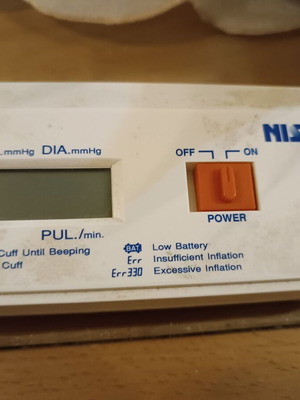 .mmHg DIA.mmHg
OFF ON
POWER
PUL./min.
Cuff Until Beeping
Cuff
BAT Low Battery
Err Insufficient Inflation
Err330 Excessive Inflation